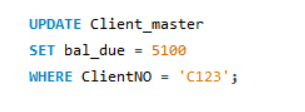 UPDATE Client_master
SET bal_due = 5100
WHERE ClientNO = 'C123';